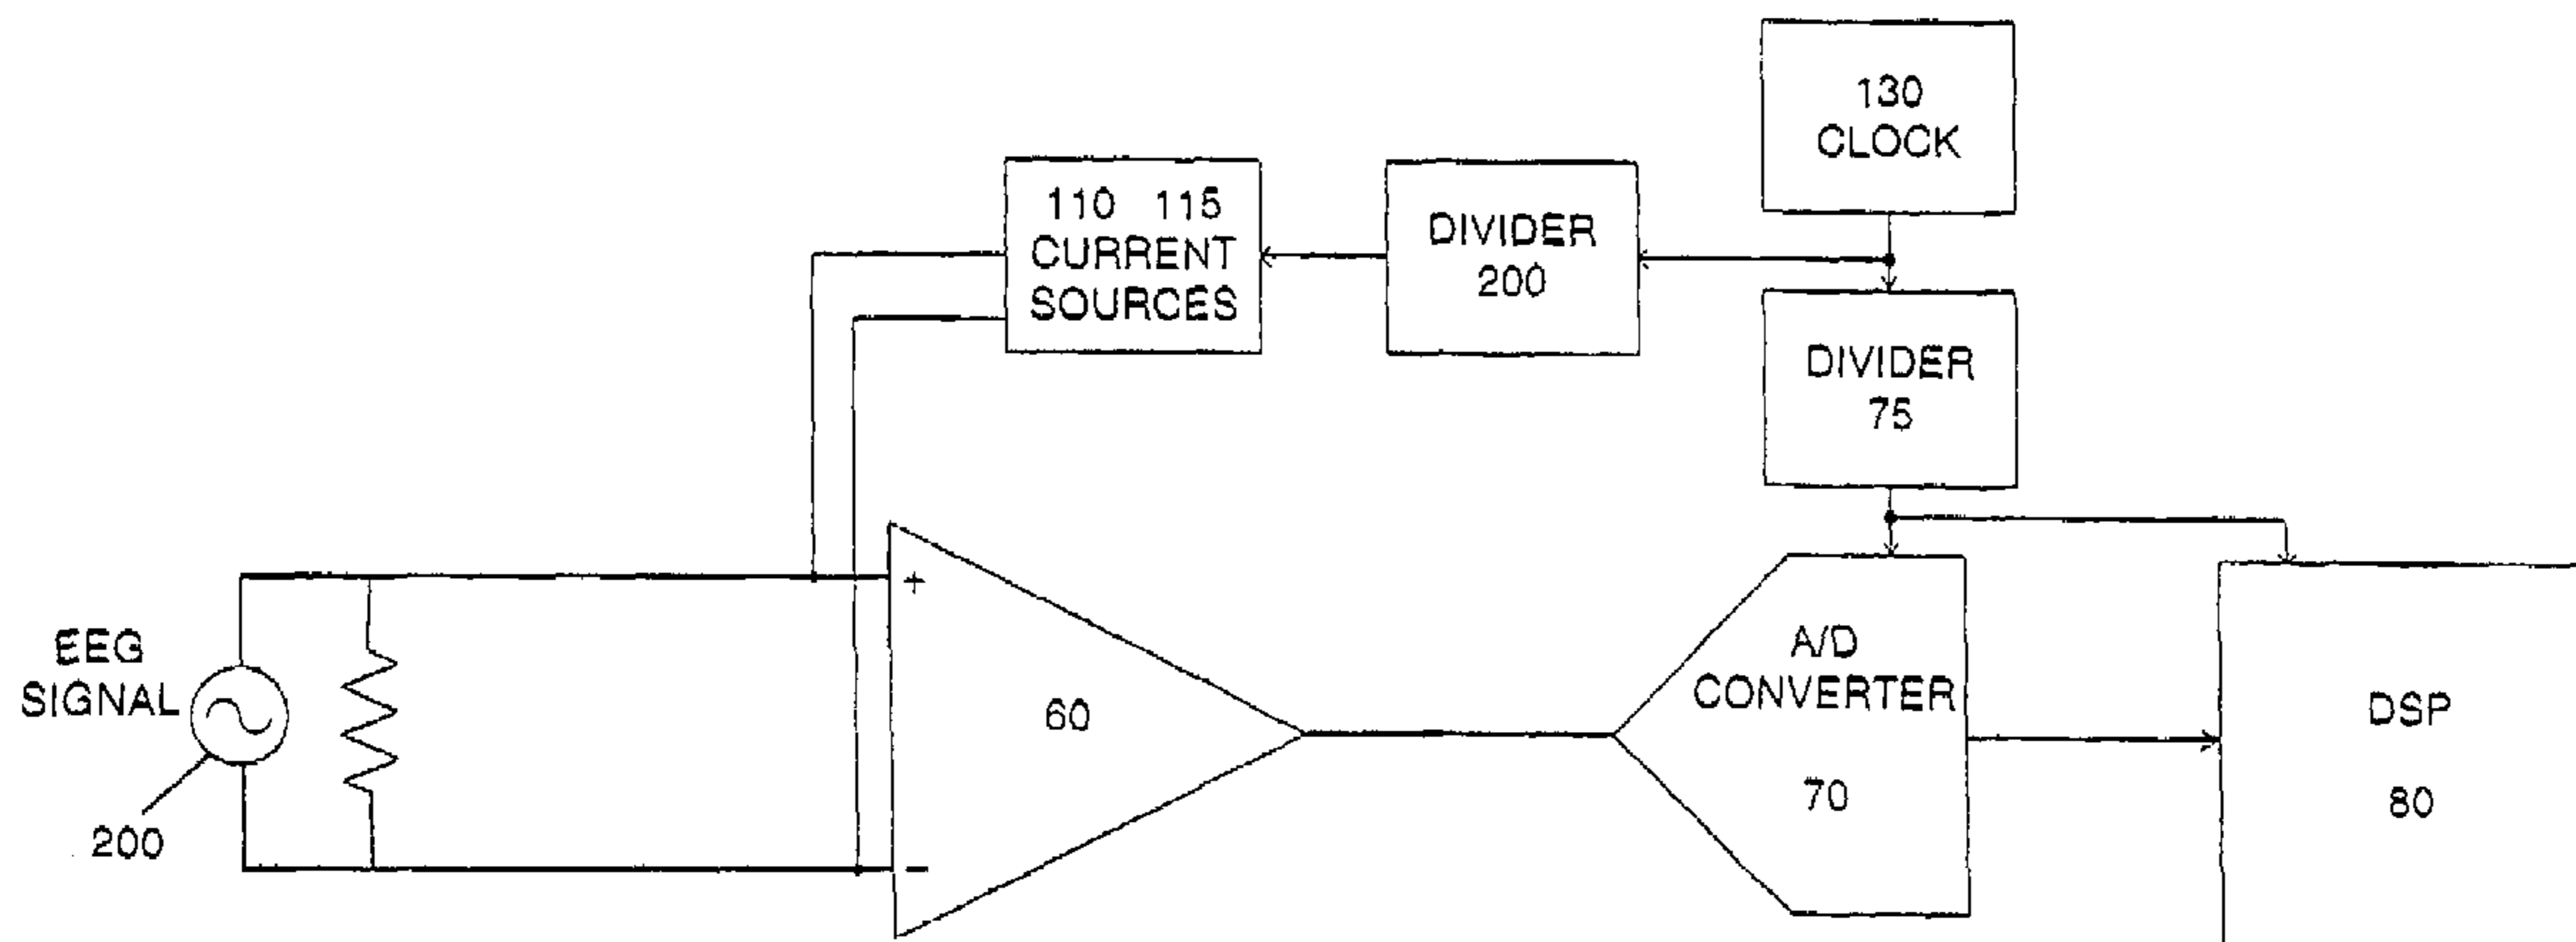 130
CLOCK
110 115
CURRENT
SOURCES
DIVIDER
200
DIVIDER
75
EEG
SIGNAL
200
+
−
60
A/D
CONVERTER
70
DSP
80